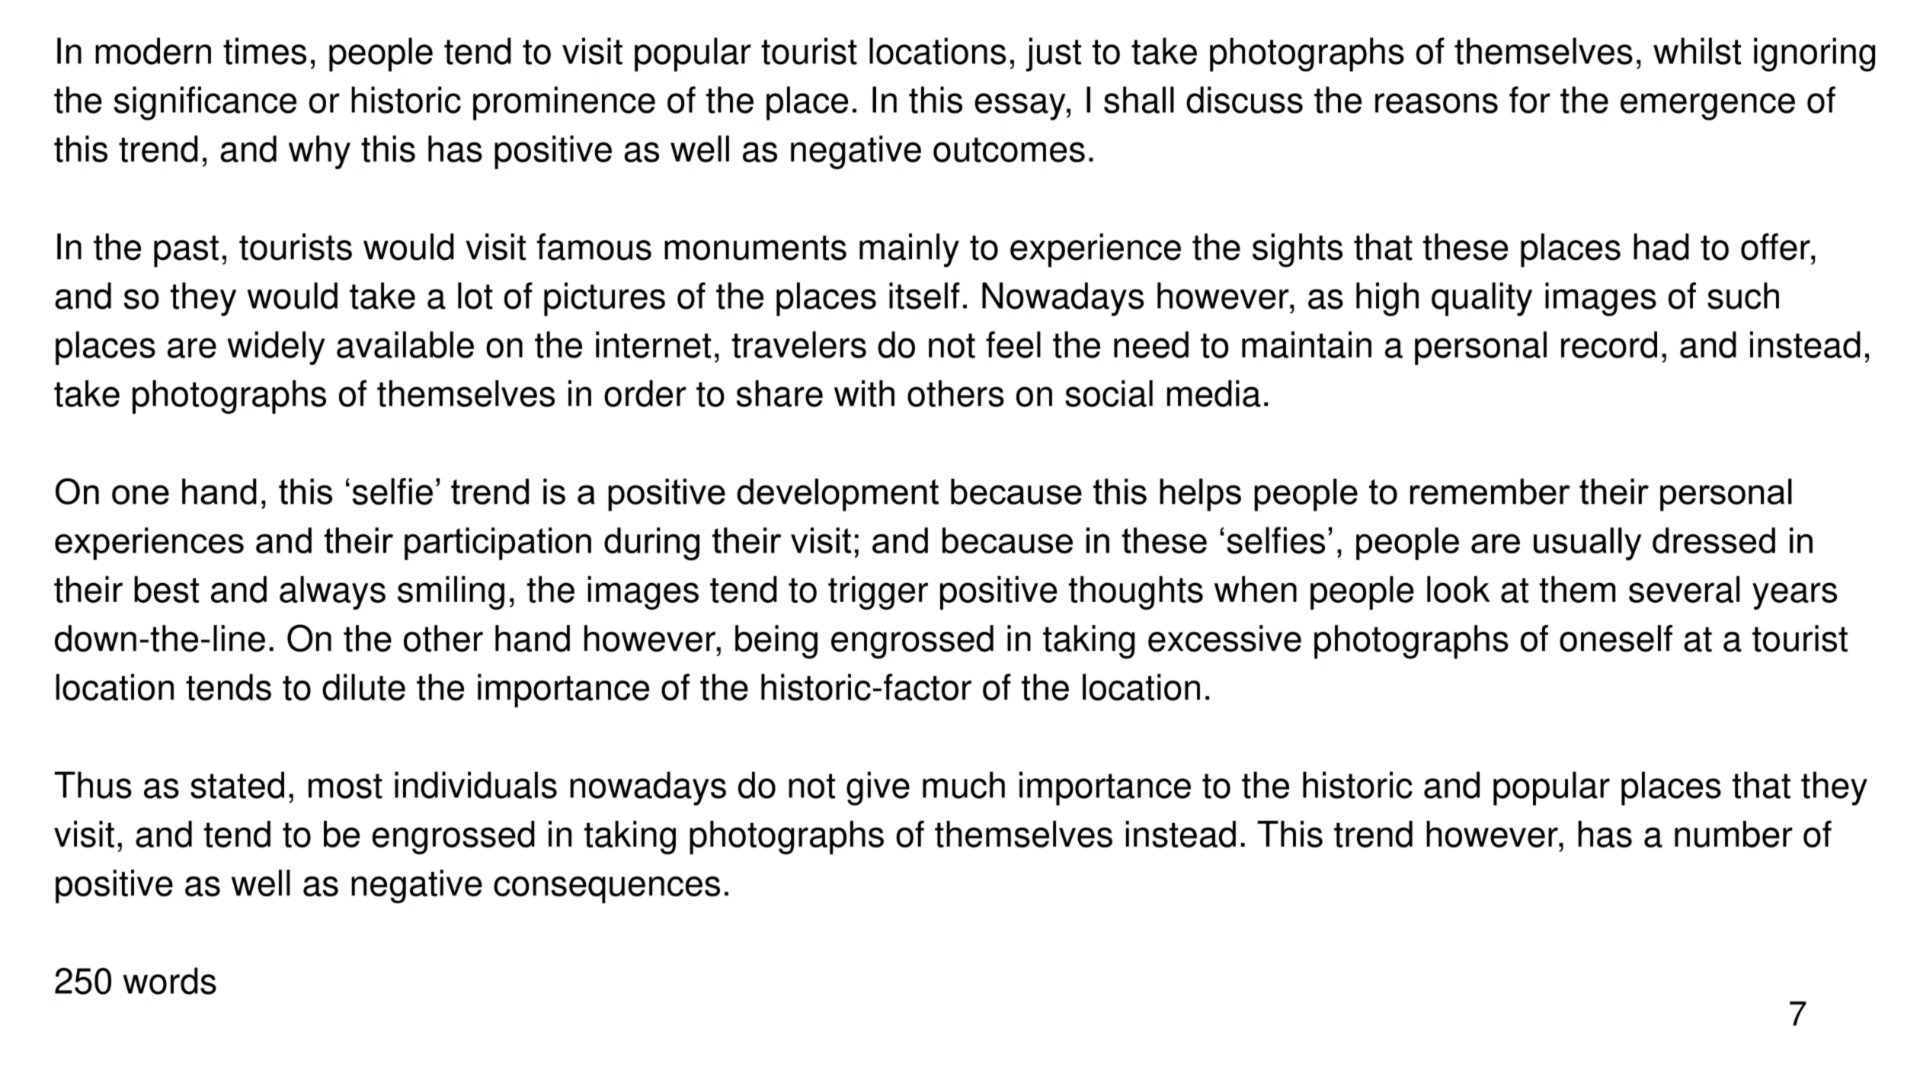 In modern times, people tend to visit popular tourist locations, just to take photographs of themselves, whilst ignoring
the significance or historic prominence of the place. In this essay, I shall discuss the reasons for the emergence of
this trend, and why this has positive as well as negative outcomes.
In the past, tourists would visit famous monuments mainly to experience the sights that these places had to offer,
and so they would take a lot of pictures of the places itself. Nowadays however, as high quality images of such
places are widely available on the internet, travelers do not feel the need to maintain a personal record, and instead,
take photographs of themselves in order to share with others on social media.
On one hand, this ‘selfie’ trend is a positive development because this helps people to remember their personal
experiences and their participation during their visit; and because in these ‘selfies’, people are usually dressed in
their best and always smiling, the images tend to trigger positive thoughts when people look at them several years
down-the-line. On the other hand however, being engrossed in taking excessive photographs of oneself at a tourist
location tends to dilute the importance of the historic-factor of the location.
Thus as stated, most individuals nowadays do not give much importance to the historic and popular places that they
visit, and tend to be engrossed in taking photographs of themselves instead. This trend however, has a number of
positive as well as negative consequences.
250 words
7